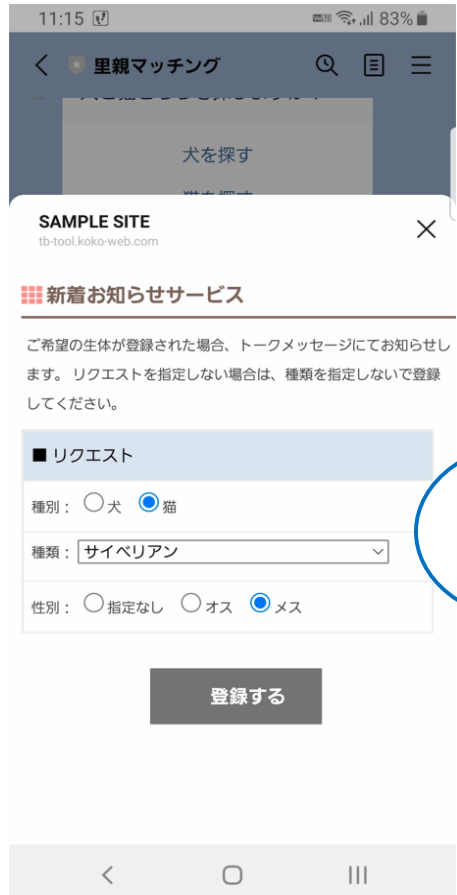 11:15 83%
里親マッチング
犬を探す
SAMPLE SITE
tb-tool.koko-web.com
新着お知らせサービス
ご希望の生体が登録された場合、トークメッセージにてお知らせし
ます。 リクエストを指定しない場合は、種類を指定しないで登録
してください。
■ リクエスト
種別： 犬 猫
種類： サイベリアン
性別： 指定なし オス メス
登録する